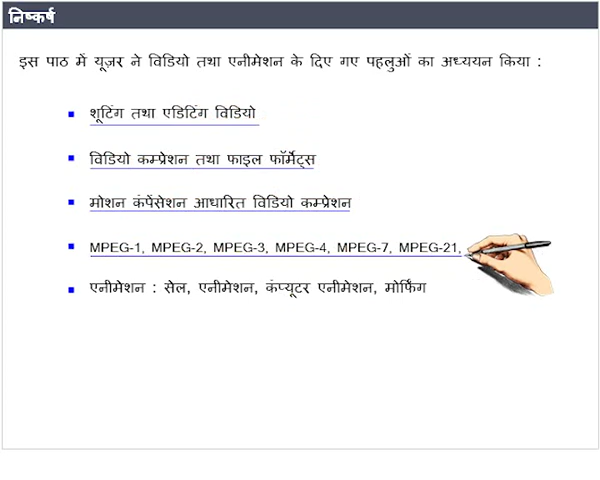 निष्कर्ष
इस पाठ में यूज़र ने विडियो तथा एनीमेशन के दिए गए पहलुओं का अध्ययन किया :
शूटिंग तथा एडिटिंग विडियो
विडियो कम्प्रेशन तथा फाइल फॉर्मेट्स
मोशन कंपेंसेशन आधारित विडियो कम्प्रेशन
MPEG-1, MPEG-2, MPEG-3, MPEG-4, MPEG-7, MPEG-21,
एनीमेशन : सेल, एनीमेशन, कंप्यूटर एनीमेशन, मोर्फिंग